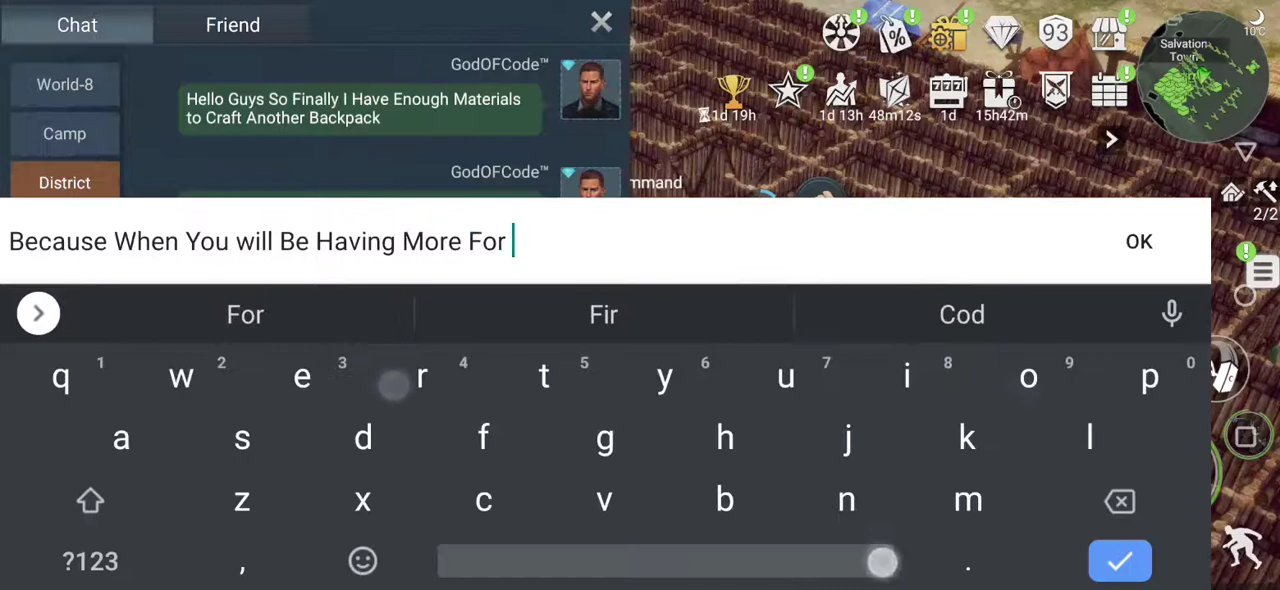 Chat
Friend
GodOFCode™
World-8
Hello Guys So Finally I Have Enough Materials
to Craft Another Backpack
Camp
GodOFCode™
District
mmand
%
93
777
1d 19h
1d 13h
48m12s
1d
15h42m
Salvation
Town
10°C
2/2
Because When You will Be Having More For
OK
For
Fir
Cod
q 1 w 2 e 3 r 4 t 5 y 6 u 7 i 8 o 9 p 0
a s d f g h j k l
z x c v b n m
?123 , .